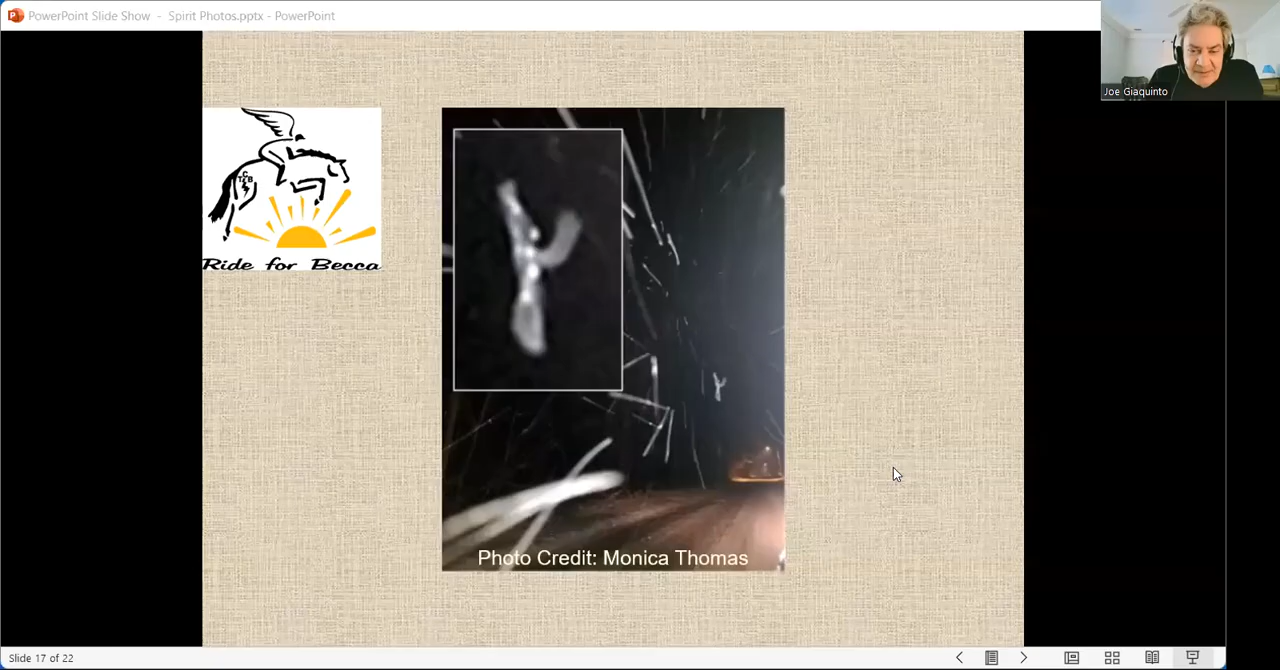 PowerPoint Slide Show - Spirit Photos.pptx - PowerPoint
Joe Giaquinto
TCB
Ride for Becca
Photo Credit: Monica Thomas
Slide 17 of 22